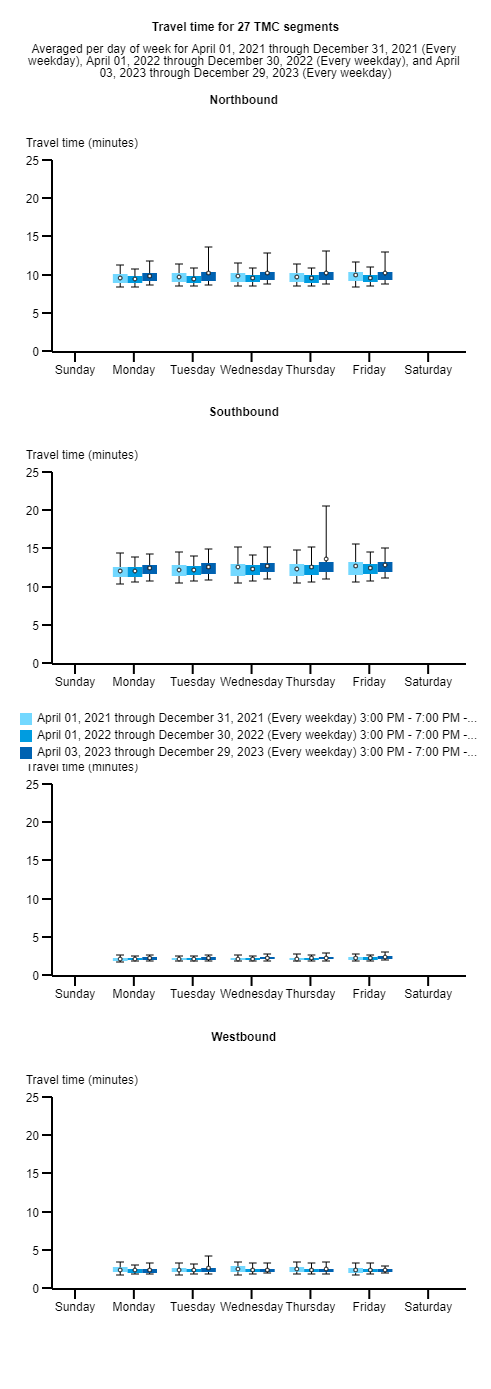 Travel time for 27 TMC segments
Averaged per day of week for April 01, 2021 through December 31, 2021 (Every
weekday), April 01, 2022 through December 30, 2022 (Every weekday), and April
03, 2023 through December 29, 2023 (Every weekday)
Northbound
Travel time (minutes)
25
20
15
10
5
0
Sunday Monday Tuesday Wednesday Thursday Friday Saturday
Southbound
Travel time (minutes)
25
20
15
10
5
0
Sunday Monday Tuesday Wednesday Thursday Friday Saturday
April 01, 2021 through December 31, 2021 (Every weekday) 3:00 PM - 7:00 PM -...
April 01, 2022 through December 30, 2022 (Every weekday) 3:00 PM - 7:00 PM -...
April 03, 2023 through December 29, 2023 (Every weekday) 3:00 PM - 7:00 PM -...
Travel time (minutes)
25
20
15
10
5
0
Sunday Monday Tuesday Wednesday Thursday Friday Saturday
Westbound
Travel time (minutes)
25
20
15
10
5
0
Sunday Monday Tuesday Wednesday Thursday Friday Saturday